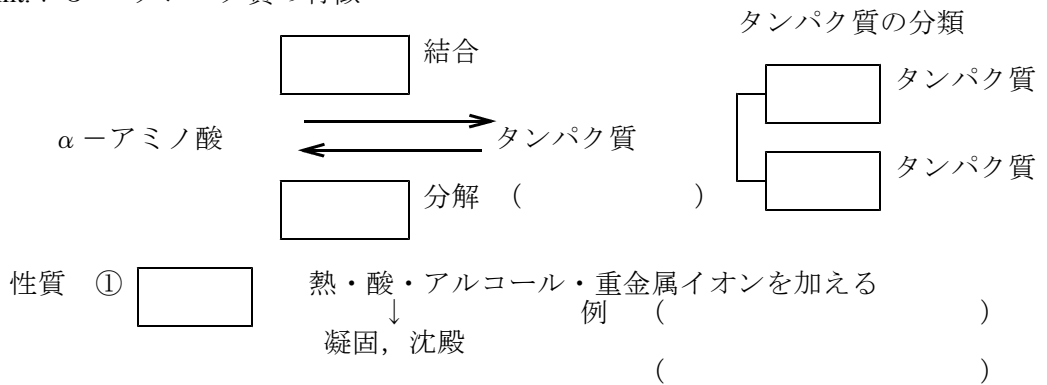 タンパク質の分類
結合
タンパク質
α－アミノ酸
タンパク質
タンパク質
分解 (　　　　　)
性質 ①
熱・酸・アルコール・重金属イオンを加える
↓
例 (　　　　　　　　　)
凝固，沈殿
(　　　　　　　　　)